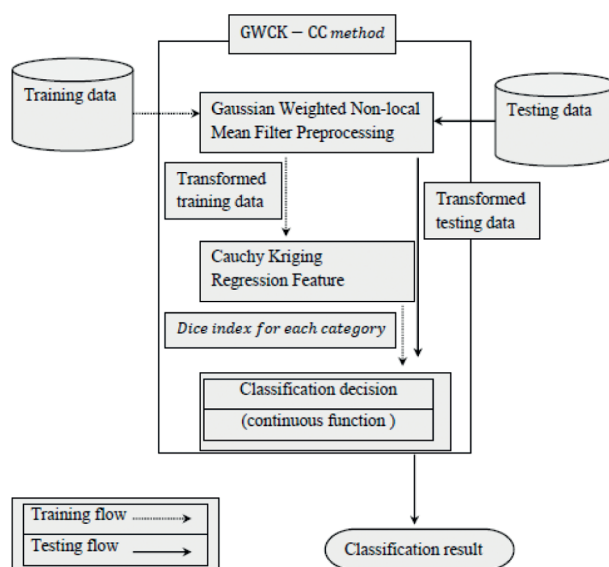 GWCK – CC method
Training data
Testing data
Gaussian Weighted Non-local
Mean Filter Preprocessing
Transformed
training data
Transformed
testing data
Cauchy Kriging
Regression Feature
Dice index for each category
Classification decision
(continuous function )
Training flow
Testing flow
Classification result